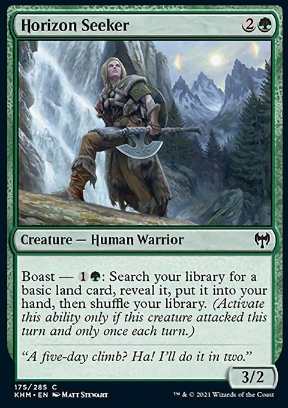 Horizon Seeker 2
Creature — Human Warrior
Boast — 1: Search your library for a
basic land card, reveal it, put it into your
hand, then shuffle your library. (Activate
this ability only if this creature attacked this
turn and only once each turn.)
"A five-day climb? Ha! I'll do it in two."
3/2
175/285 C
KHM • EN Matt Stewart
™ & © 2021 Wizards of the Coast